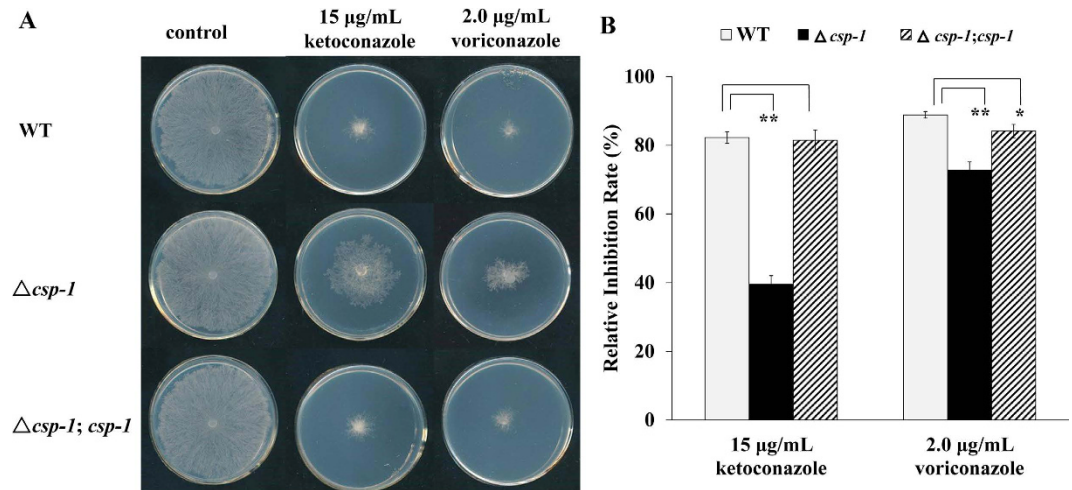 A
control
15 μg/mL
ketoconazole
2.0 μg/mL
voriconazole
WT
△csp-1
△csp-1; csp-1
B
WT
△ csp-1
△ csp-1;csp-1
Relative Inhibition Rate (%)
100
80
60
40
20
0
**
** *
15 μg/mL
ketoconazole
2.0 μg/mL
voriconazole